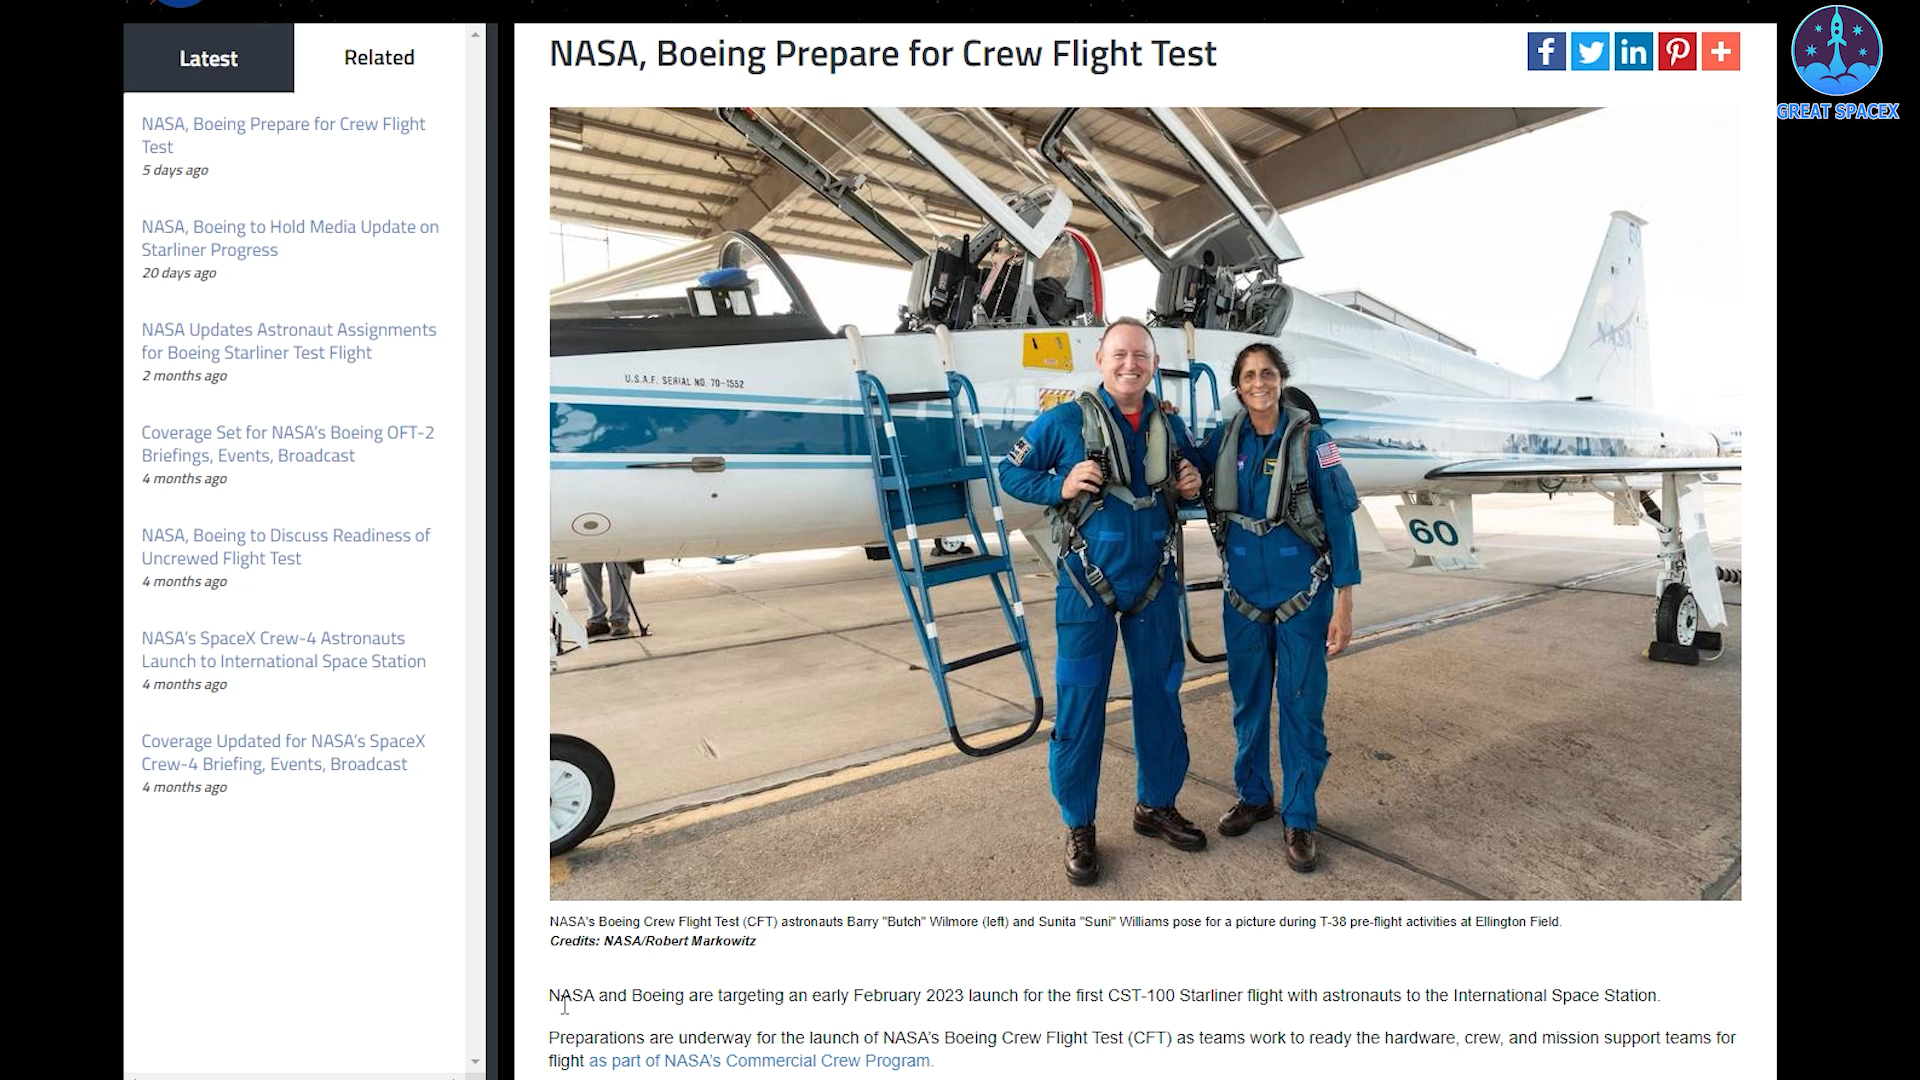 Latest
Related
NASA, Boeing Prepare for Crew Flight
Test
5 days ago
NASA, Boeing to Hold Media Update on
Starliner Progress
20 days ago
NASA Updates Astronaut Assignments
for Boeing Starliner Test Flight
2 months ago
Coverage Set for NASA's Boeing OFT-2
Briefings, Events, Broadcast
4 months ago
NASA, Boeing to Discuss Readiness of
Uncrewed Flight Test
4 months ago
NASA's SpaceX Crew-4 Astronauts
Launch to International Space Station
4 months ago
Coverage Updated for NASA's SpaceX
Crew-4 Briefing, Events, Broadcast
4 months ago
NASA, Boeing Prepare for Crew Flight Test
GREAT SPACEX
60
NASA
U.S.A.F. SERIAL NO. 70-1552
60
NASA's Boeing Crew Flight Test (CFT) astronauts Barry "Butch" Wilmore (left) and Sunita "Suni" Williams pose for a picture during T-38 pre-flight activities at Ellington Field.
Credits: NASA/Robert Markowitz
NASA and Boeing are targeting an early February 2023 launch for the first CST-100 Starliner flight with astronauts to the International Space Station.
Preparations are underway for the launch of NASA's Boeing Crew Flight Test (CFT) as teams work to ready the hardware, crew, and mission support teams for
flight as part of NASA's Commercial Crew Program.